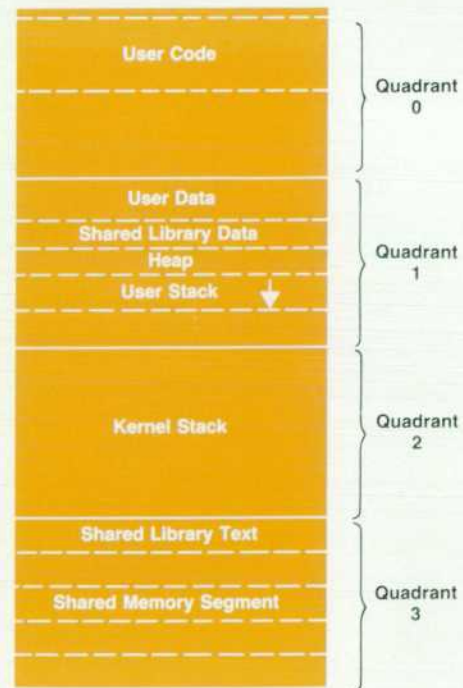 User Code
Quadrant
0
User Data
Shared Library Data
Heap
User Stack
Quadrant
1
Kernel Stack
Quadrant
2
Shared Library Text
Shared Memory Segment
Quadrant
3